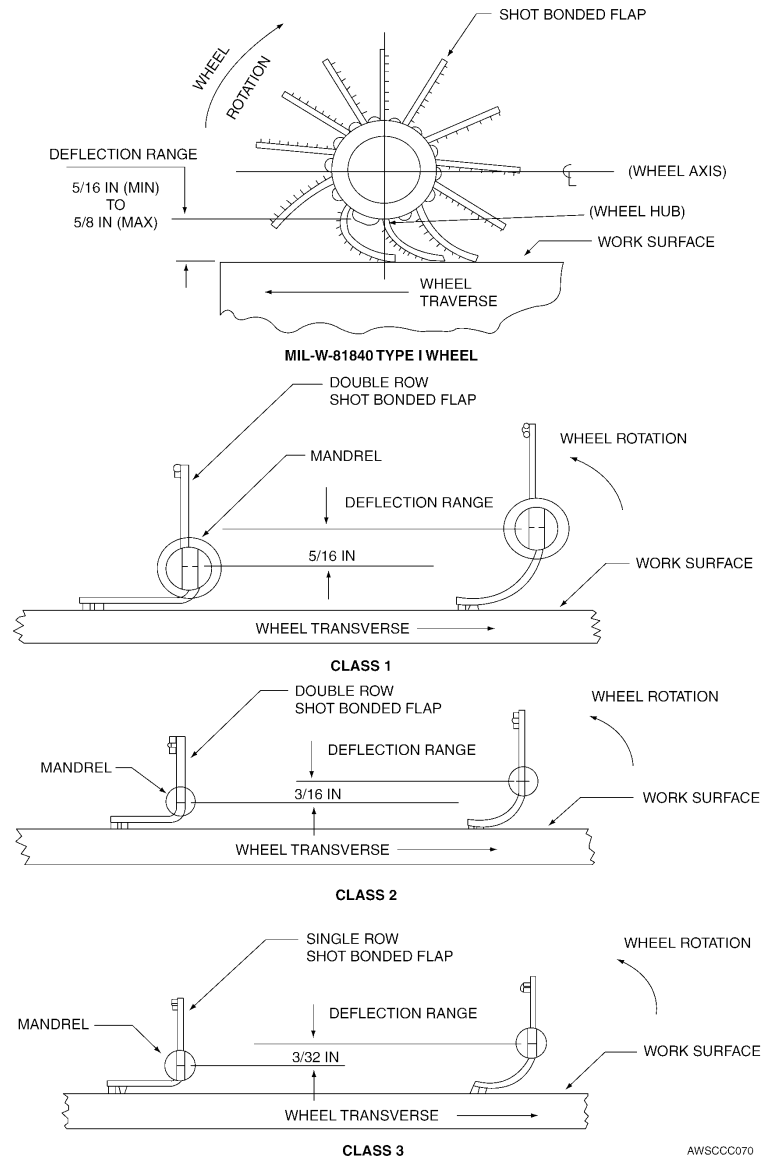 SHOT BONDED FLAP
WHEEL
ROTATION
DEFLECTION RANGE
5/16 IN (MIN)
TO
5/8 IN (MAX)
(WHEEL AXIS)
(WHEEL HUB)
WORK SURFACE
WHEEL
TRAVERSE
MIL-W-81840 TYPE I WHEEL
DOUBLE ROW
SHOT BONDED FLAP
MANDREL
WHEEL ROTATION
DEFLECTION RANGE
5/16 IN
WORK SURFACE
WHEEL TRANSVERSE
CLASS 1
DOUBLE ROW
SHOT BONDED FLAP
WHEEL ROTATION
DEFLECTION RANGE
MANDREL
3/16 IN
WORK SURFACE
WHEEL TRANSVERSE
CLASS 2
SINGLE ROW
SHOT BONDED FLAP
WHEEL ROTATION
DEFLECTION RANGE
MANDREL
3/32 IN
WORK SURFACE
WHEEL TRANSVERSE
CLASS 3
AWSCCC070